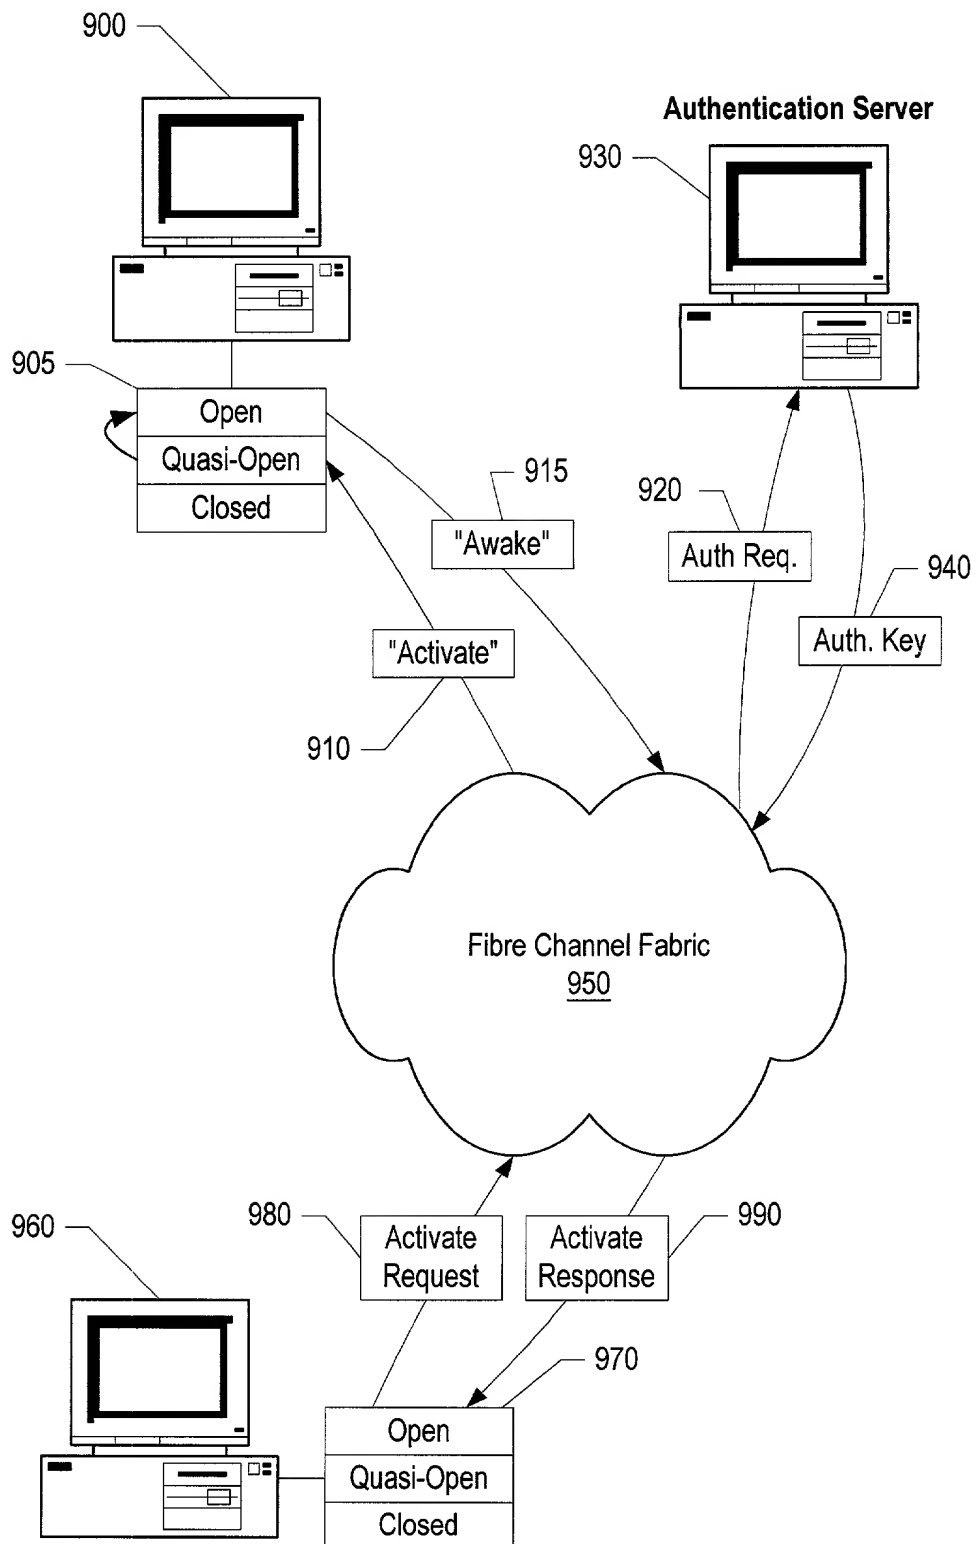 900
Authentication Server
930
905
Open
Quasi-Open
Closed
915
"Awake"
920
Auth Req.
940
Auth. Key
"Activate"
910
Fibre Channel Fabric
950
980
Activate
Request
990
Activate
Response
960
970
Open
Quasi-Open
Closed